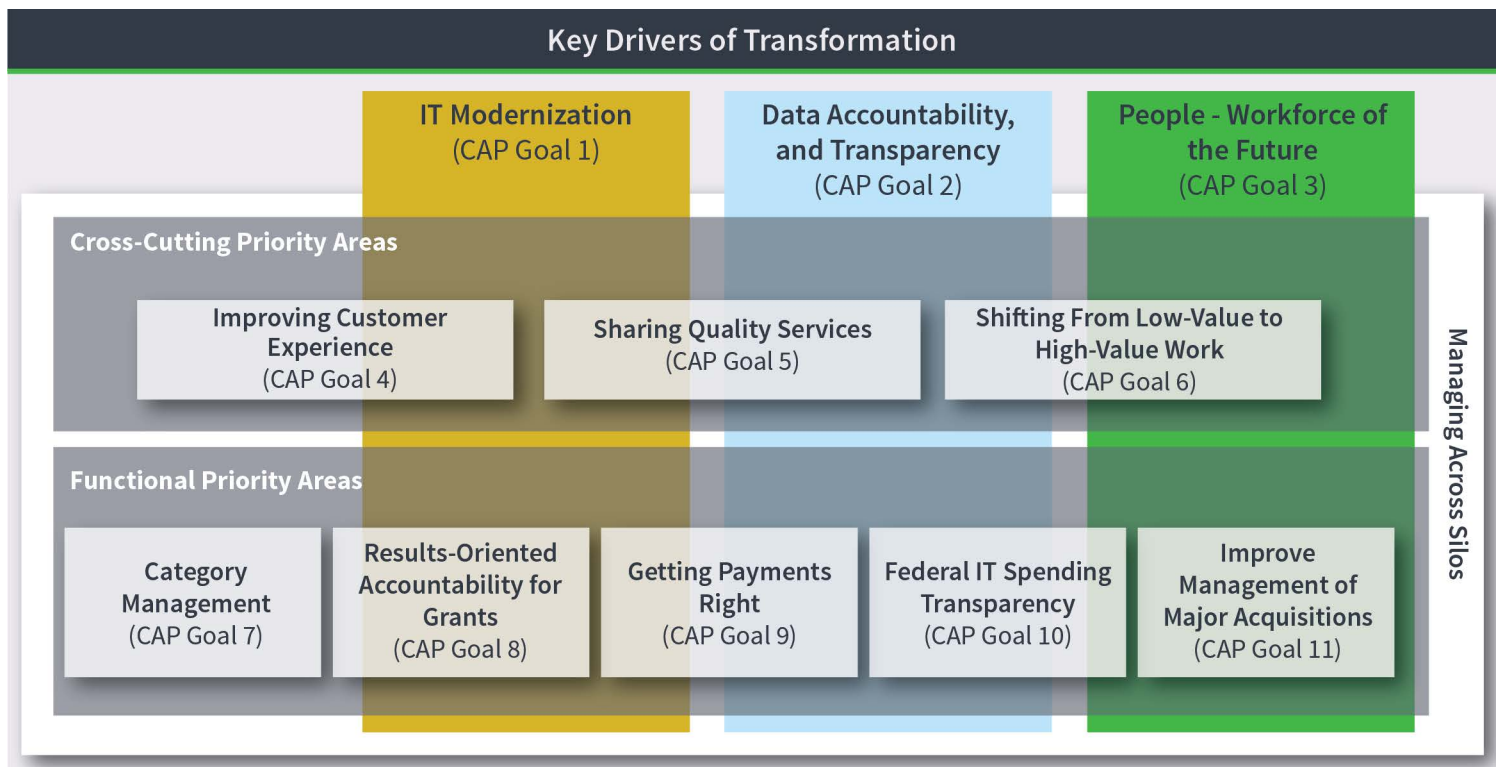 Key Drivers of Transformation
IT Modernization
(CAP Goal 1)
Data Accountability,
and Transparency
(CAP Goal 2)
People - Workforce of
the Future
(CAP Goal 3)
Cross-Cutting Priority Areas
Improving Customer
Experience
(CAP Goal 4)
Sharing Quality Services
(CAP Goal 5)
Shifting From Low-Value to
High-Value Work
(CAP Goal 6)
Functional Priority Areas
Category
Management
(CAP Goal 7)
Results-Oriented
Accountability for
Grants
(CAP Goal 8)
Getting Payments
Right
(CAP Goal 9)
Federal IT Spending
Transparency
(CAP Goal 10)
Improve
Management of
Major Acquisitions
(CAP Goal 11)
Managing Across Silos